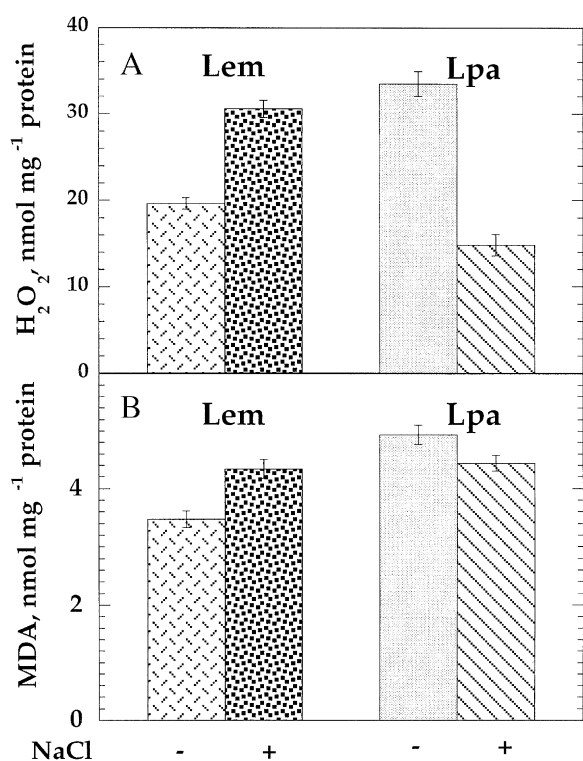 40
A
Lem
Lpa
30
20
10
0
H2O2, nmol mg -1 protein
B
Lem
Lpa
4
2
0
MDA, nmol mg -1 protein
NaCl - + - +